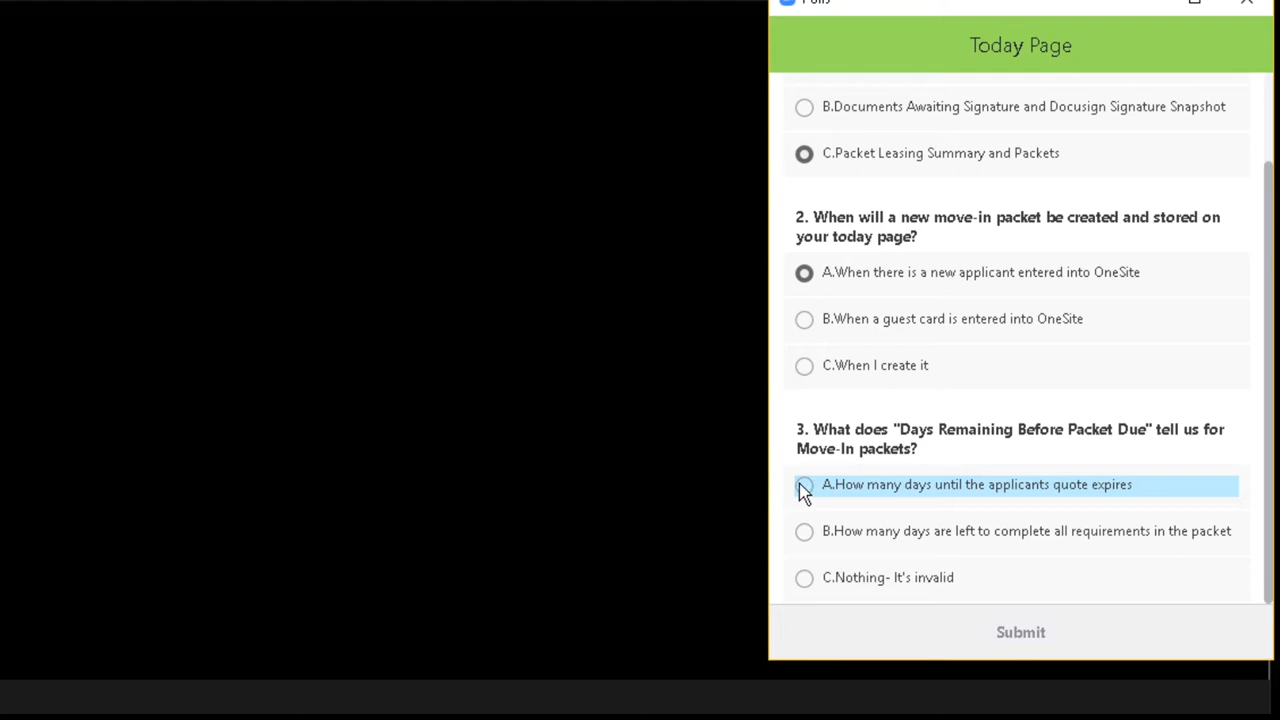 Polls
Today Page
B.Documents Awaiting Signature and Docusign Signature Snapshot
C.Packet Leasing Summary and Packets
2. When will a new move-in packet be created and stored on
your today page?
A.When there is a new applicant entered into OneSite
B.When a guest card is entered into OneSite
C.When I create it
3. What does "Days Remaining Before Packet Due" tell us for
Move-In packets?
A.How many days until the applicants quote expires
B.How many days are left to complete all requirements in the packet
C.Nothing- It's invalid
Submit